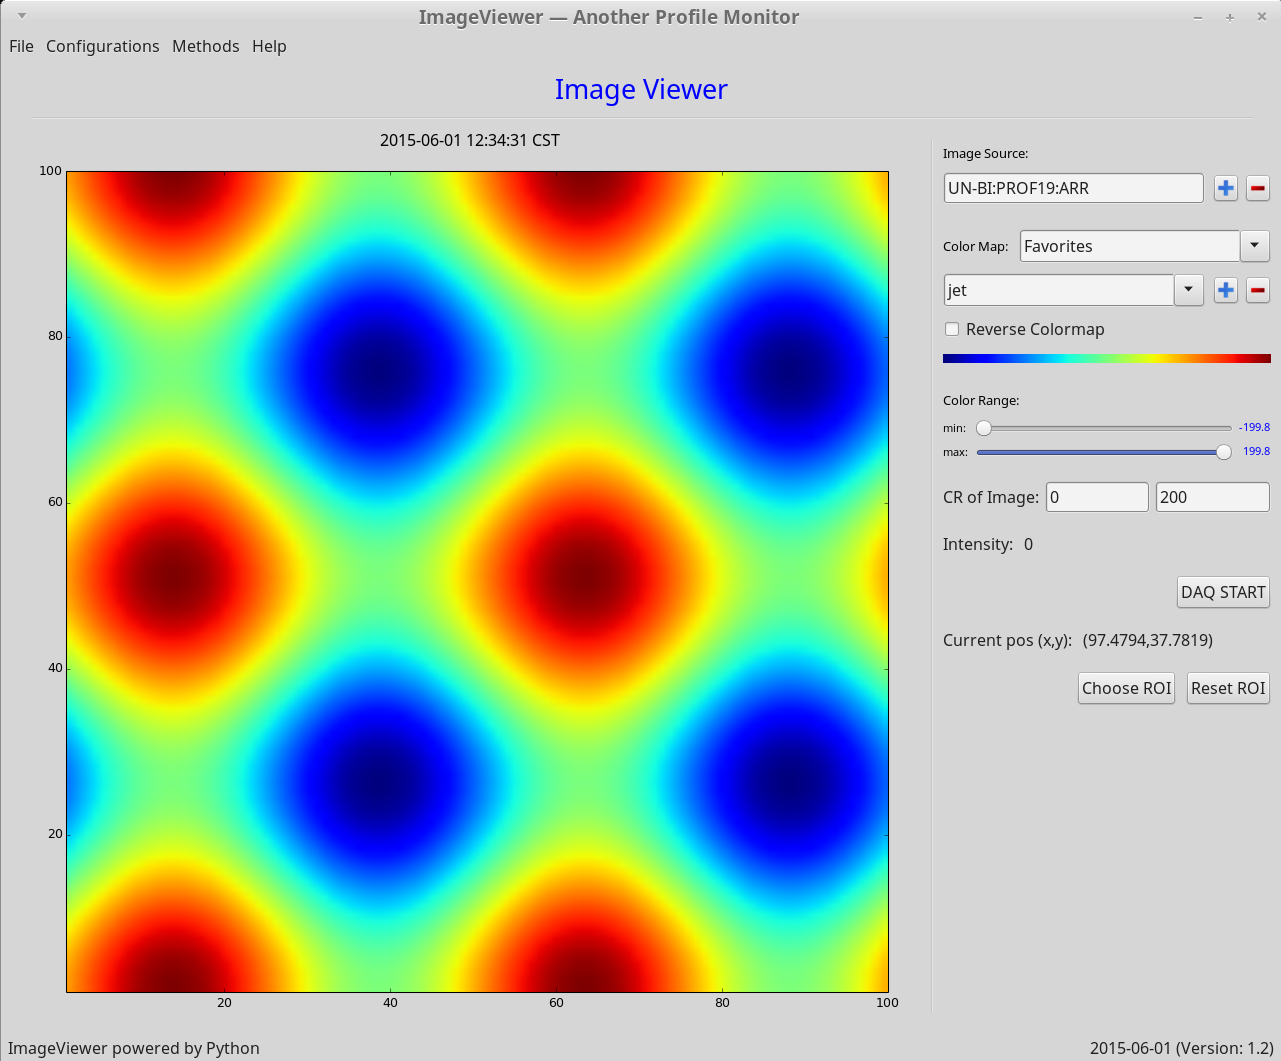 ImageViewer — Another Profile Monitor
File Configurations Methods Help
Image Viewer
2015-06-01 12:34:31 CST
100
80
60
40
20
20 40 60 80 100
Image Source:
UN-BI:PROF19:ARR
Color Map: Favorites
jet
Reverse Colormap
Color Range:
min: -199.8
max: 199.8
CR of Image: 0 200
Intensity: 0
DAQ START
Current pos (x,y): (97.4794,37.7819)
Choose ROI Reset ROI
ImageViewer powered by Python
2015-06-01 (Version: 1.2)